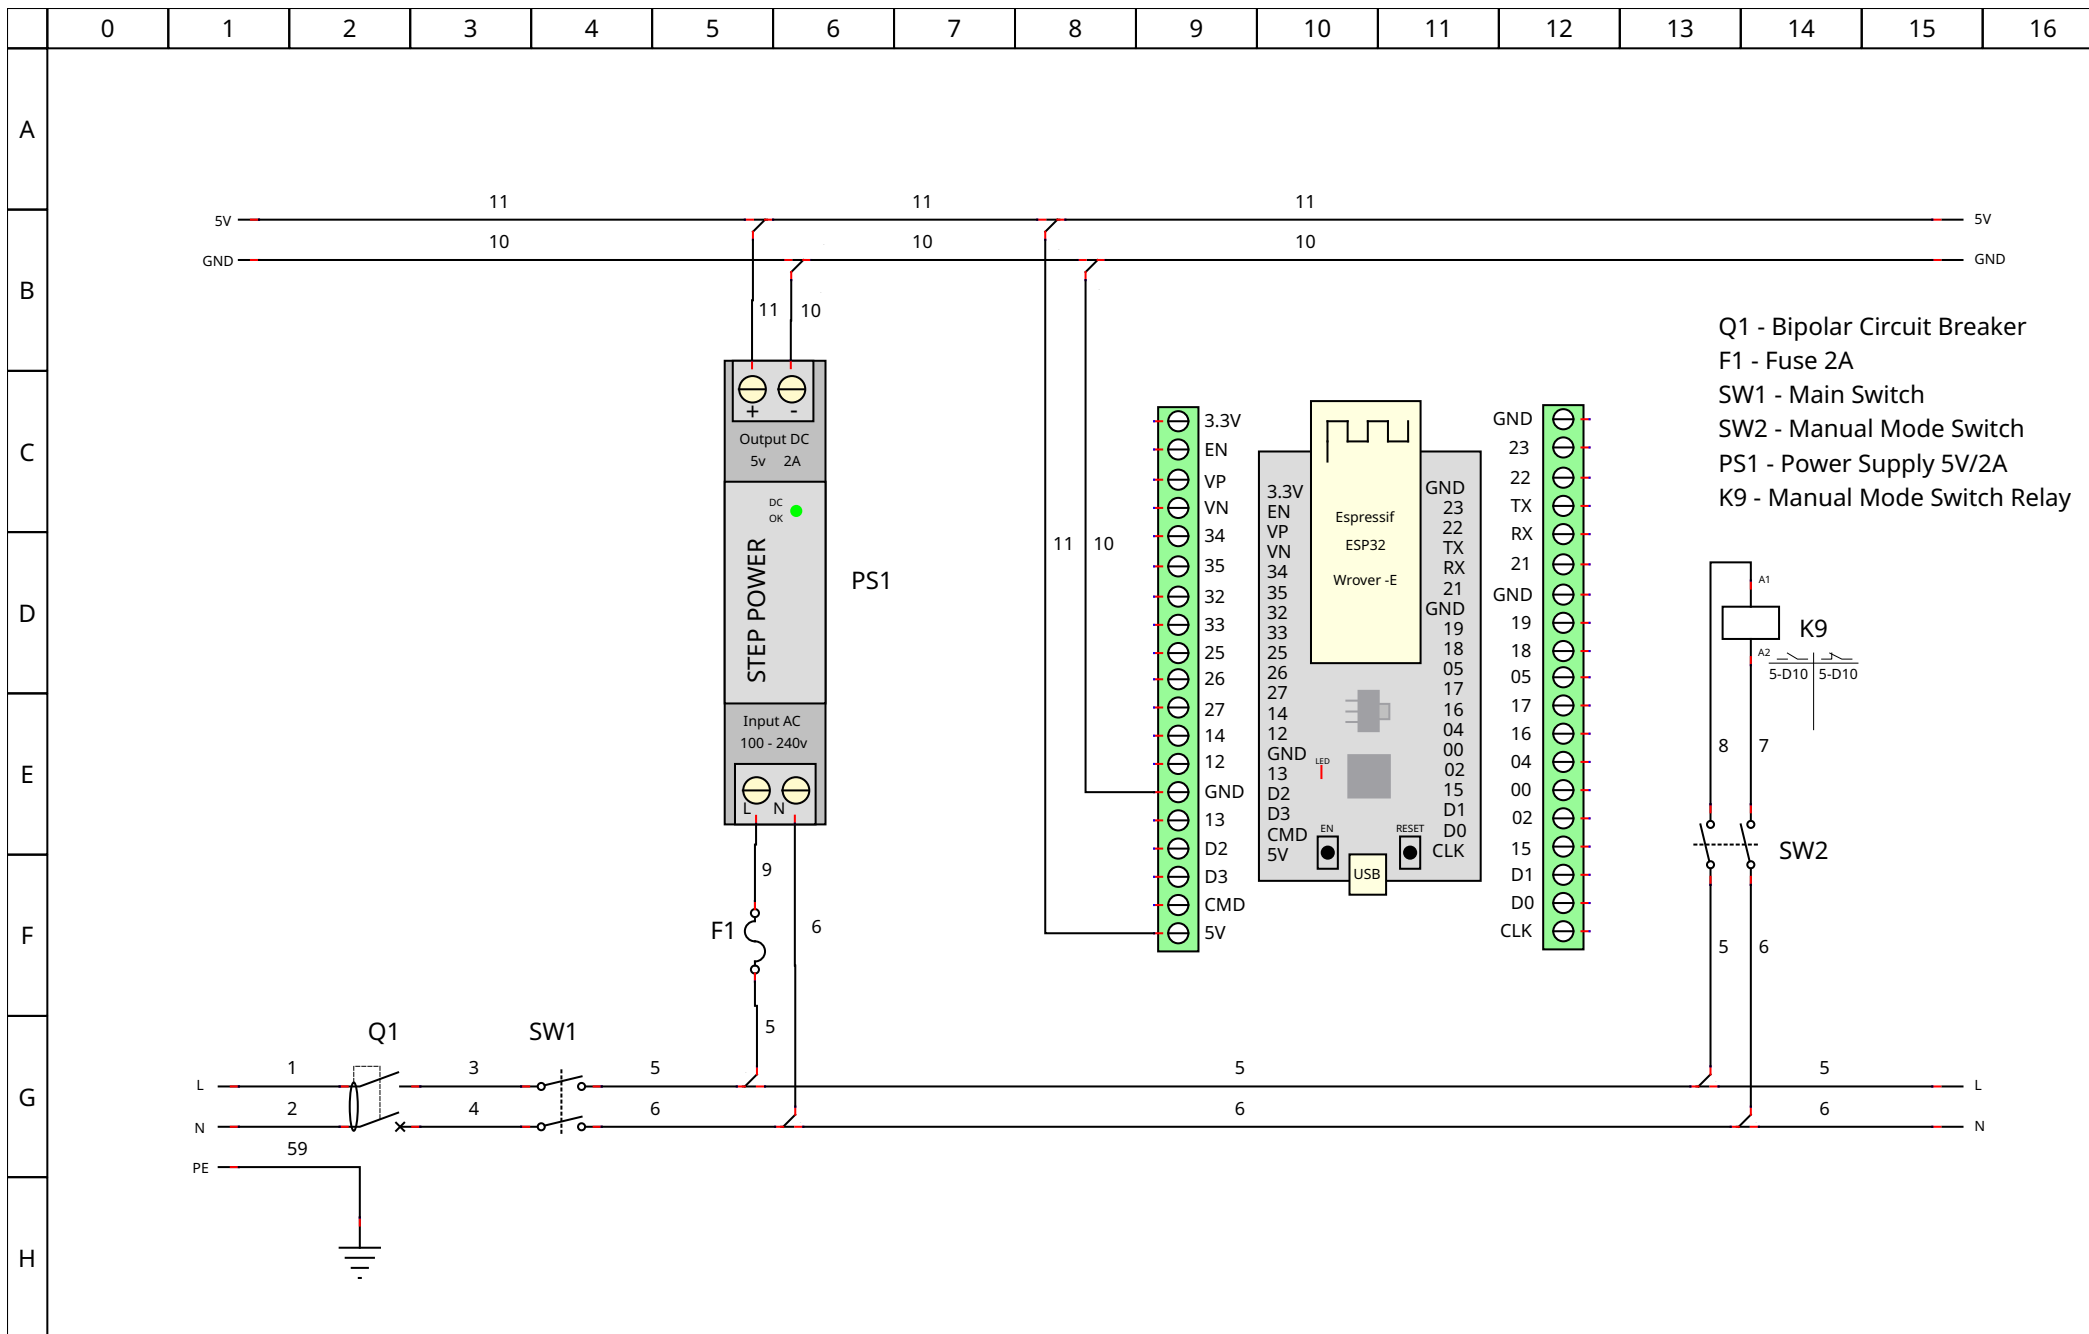 0 1 2 3 4 5 6 7 8 9 10 11 12 13 14 15 16
A
B
C
D
E
F
G
H
11 11 11
5V 5V
10 10 10
GND GND
11 10
Q1 - Bipolar Circuit Breaker
F1 - Fuse 2A
SW1 - Main Switch
SW2 - Manual Mode Switch
PS1 - Power Supply 5V/2A
K9 - Manual Mode Switch Relay
+ -
Output DC
5v 2A
DC
OK
STEP POWER
PS1
Input AC
100 - 240v
L N
9
F1
6
5
11 10
3.3V
EN
VP
VN
34
35
32
33
25
26
27
14
12
GND
13
D2
D3
CMD
5V
3.3V
EN
VP
VN
34
35
32
33
25
26
27
14
12
GND
13
D2
D3
CMD
5V
Espressif
ESP32
Wrover -E
LED
EN
RESET
USB
GND
23
22
TX
RX
21
GND
19
18
05
17
16
04
00
02
15
D1
D0
CLK
GND
23
22
TX
RX
21
GND
19
18
05
17
16
04
00
02
15
D1
D0
CLK
A1
K9
A2
5-D10 5-D10
8 7
SW2
5 6
Q1 SW1
1 3 5 5 5
L L
2 4 6 6 6
N N
59
PE